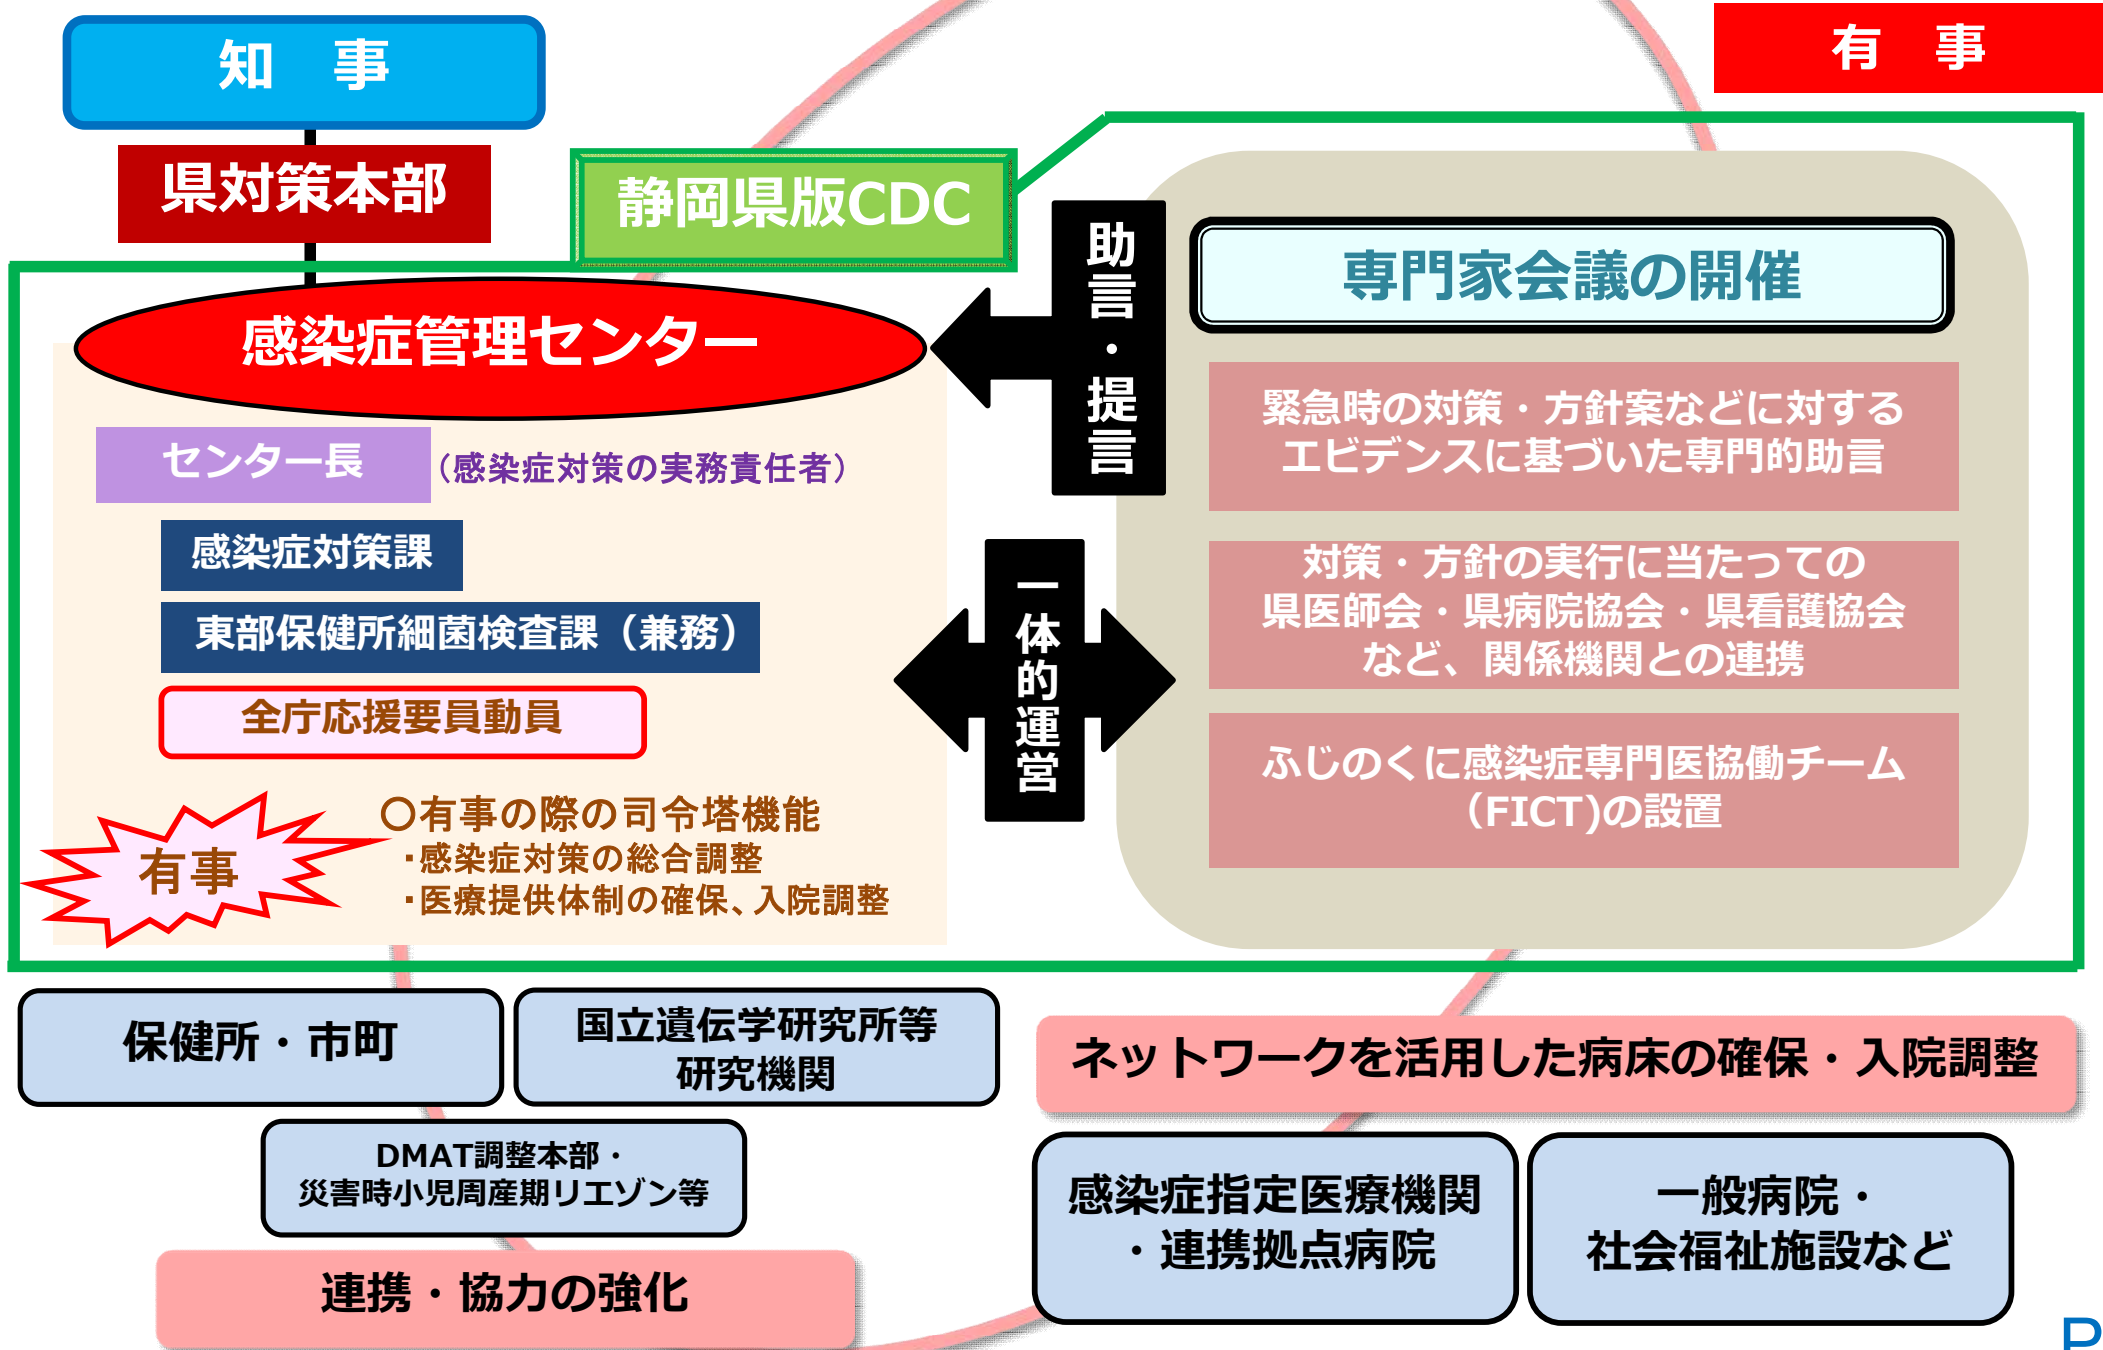 知　事
有　事
県対策本部
静岡県版CDC
感染症管理センター
センター長
（感染症対策の実務責任者）
感染症対策課
東部保健所細菌検査課（兼務）
全庁応援要員動員
有事
〇有事の際の司令塔機能
・感染症対策の総合調整
・医療提供体制の確保、入院調整
助言・提言
一体的運営
専門家会議の開催
緊急時の対策・方針案などに対する
エビデンスに基づいた専門的助言
対策・方針の実行に当たっての
県医師会・県病院協会・県看護協会
など、関係機関との連携
ふじのくに感染症専門医協働チーム
（FICT)の設置
保健所・市町
国立遺伝学研究所等
研究機関
DMAT調整本部・
災害時小児周産期リエゾン等
連携・協力の強化
ネットワークを活用した病床の確保・入院調整
感染症指定医療機関
・連携拠点病院
一般病院・
社会福祉施設など